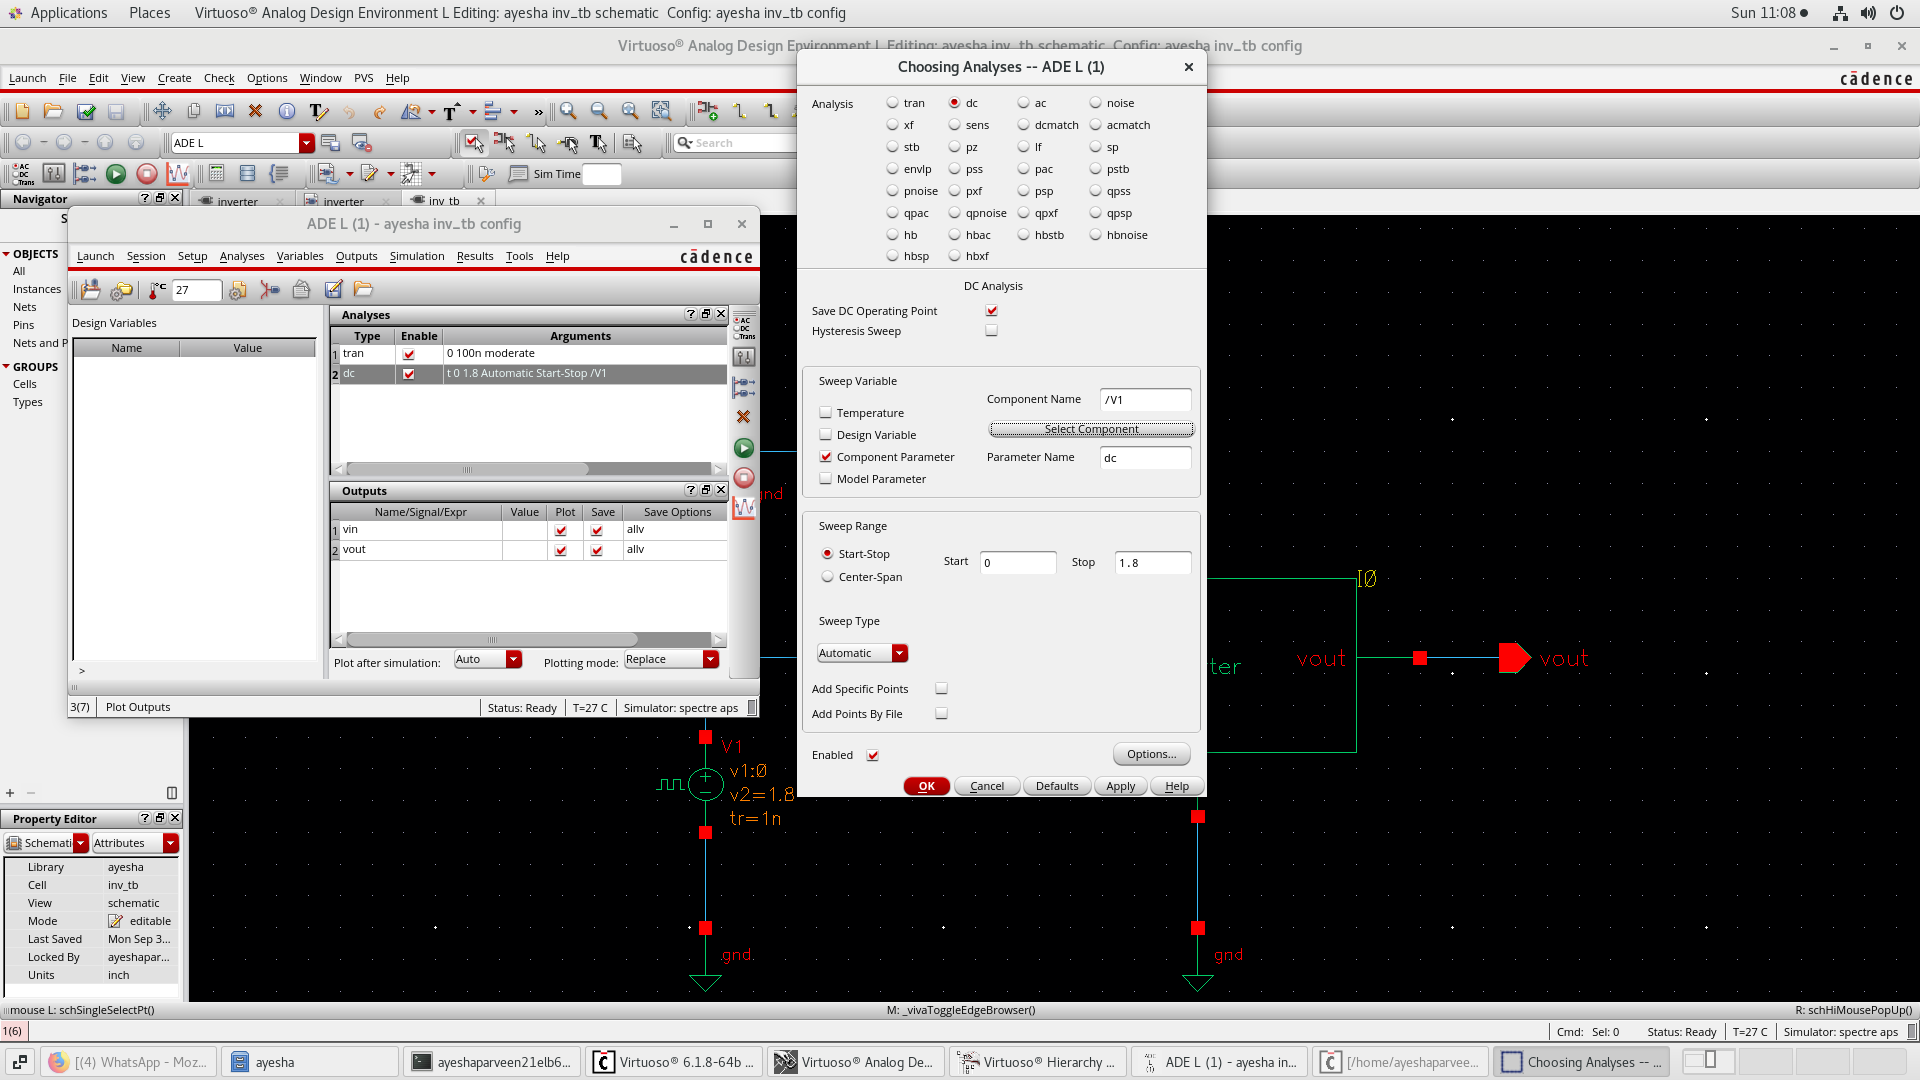 Applications Places Virtuoso® Analog Design Environment L Editing: ayesha inv_tb schematic Config: ayesha inv_tb config Sun 11:08
Virtuoso® Analog Design Environment L Editing: ayesha inv_tb schematic Config: ayesha inv_tb config
Launch File Edit View Create Check Options Window PVS Help cādence
ADE L Search
AC DC Trans Sim Time
Navigator inverter inverter inv_tb
S
OBJECTS
All
Instances
Nets
Pins
Nets and P
GROUPS
Cells
Types
Property Editor
Schemati Attributes
Library ayesha
Cell inv_tb
View schematic
Mode editable
Last Saved Mon Sep 3...
Locked By ayeshapar...
Units inch
ADE L (1) - ayesha inv_tb config
Launch Session Setup Analyses Variables Outputs Simulation Results Tools Help cādence
27
Design Variables
Name Value
>
Analyses
Type Enable Arguments
1 tran 0 100n moderate
2 dc t 0 1.8 Automatic Start-Stop /V1
AC
DC
Trans
Outputs
Name/Signal/Expr Value Plot Save Save Options
1 vin allv
2 vout allv
Plot after simulation: Auto Plotting mode: Replace
3(7) Plot Outputs Status: Ready T=27 C Simulator: spectre aps
Choosing Analyses -- ADE L (1)
Analysis tran dc ac noise
xf sens dcmatch acmatch
stb pz lf sp
envlp pss pac pstb
pnoise pxf psp qpss
qpac qpnoise qpxf qpsp
hb hbac hbstb hbnoise
hbsp hbxf
DC Analysis
Save DC Operating Point
Hysteresis Sweep
Sweep Variable
Temperature
Design Variable
Component Parameter
Model Parameter
Component Name /V1
Select Component
Parameter Name dc
Sweep Range
Start-Stop
Center-Span
Start 0 Stop 1.8
Sweep Type
Automatic
Add Specific Points
Add Points By File
Enabled Options...
OK Cancel Defaults Apply Help
gnd
I0
ter vout vout
V1
v1:0
v2=1.8
tr=1n
gnd gnd
mouse L: schSingleSelectPt() M: _vivaToggleEdgeBrowser() R: schHiMousePopUp()
1(6) Cmd: Sel: 0 Status: Ready T=27 C Simulator: spectre aps
[(4) WhatsApp - Moz... ayesha ayeshaparveen21elb6... Virtuoso® 6.1.8-64b ... Virtuoso® Analog De... Virtuoso® Hierarchy ... ADE L (1) - ayesha in... [/home/ayeshaparvee... Choosing Analyses -- ...